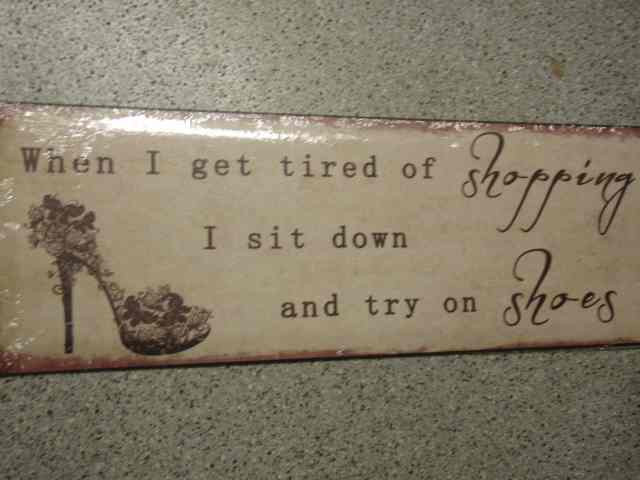 When I get tired of shopping
I sit down
and try on shoes